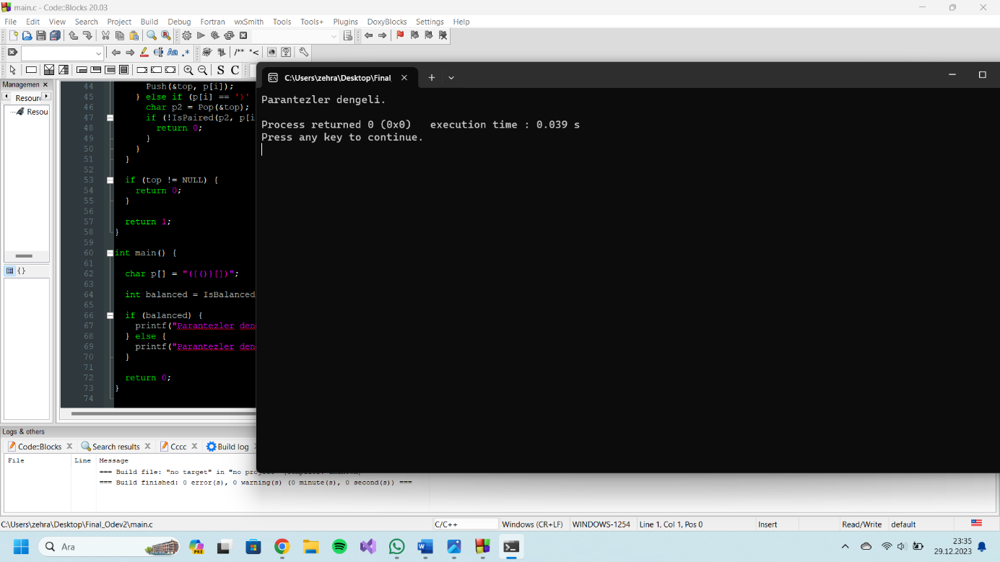 main.c - Code::Blocks 20.03
File Edit View Search Project Build Debug Fortran wxSmith Tools Tools+ Plugins DoxyBlocks Settings Help
/** *<
S C
Managemen
Resour
Resou
C:\Users\zehra\Desktop\Final
44 Push(&top, p[i]);
45 } else if (p[i] == ')'
46 char p2 = Pop(&top);
47 if (!IsPaired(p2, p[i
48 return 0;
49 }
50 }
51 }
52
53 if (top != NULL) {
54 return 0;
55 }
56
57 return 1;
58 }
59
60 int main() {
61
62
63
64 int balanced = IsBalanced
65
66 if (balanced) {
67 printf("Parantezler den
68 } else {
69 printf("Parantezler den
70 }
71
72 return 0;
73 }
74
Parantezler dengeli.
Process returned 0 (0x0) execution time : 0.039 s
Press any key to continue.
Logs & others
Code::Blocks Search results Cccc Build log
File Line Message
=== Build file: "no target" in "no
=== Build finished: 0 error(s), 0 warning(s) (0 minute(s), 0 second(s)) ===
C:\Users\zehra\Desktop\Final_Odev2\main.c C/C++ Windows (CR+LF) WINDOWS-1254 Line 1, Col 1, Pos 0 Insert Read/Write default
Ara
PRE
23:35
29.12.2023